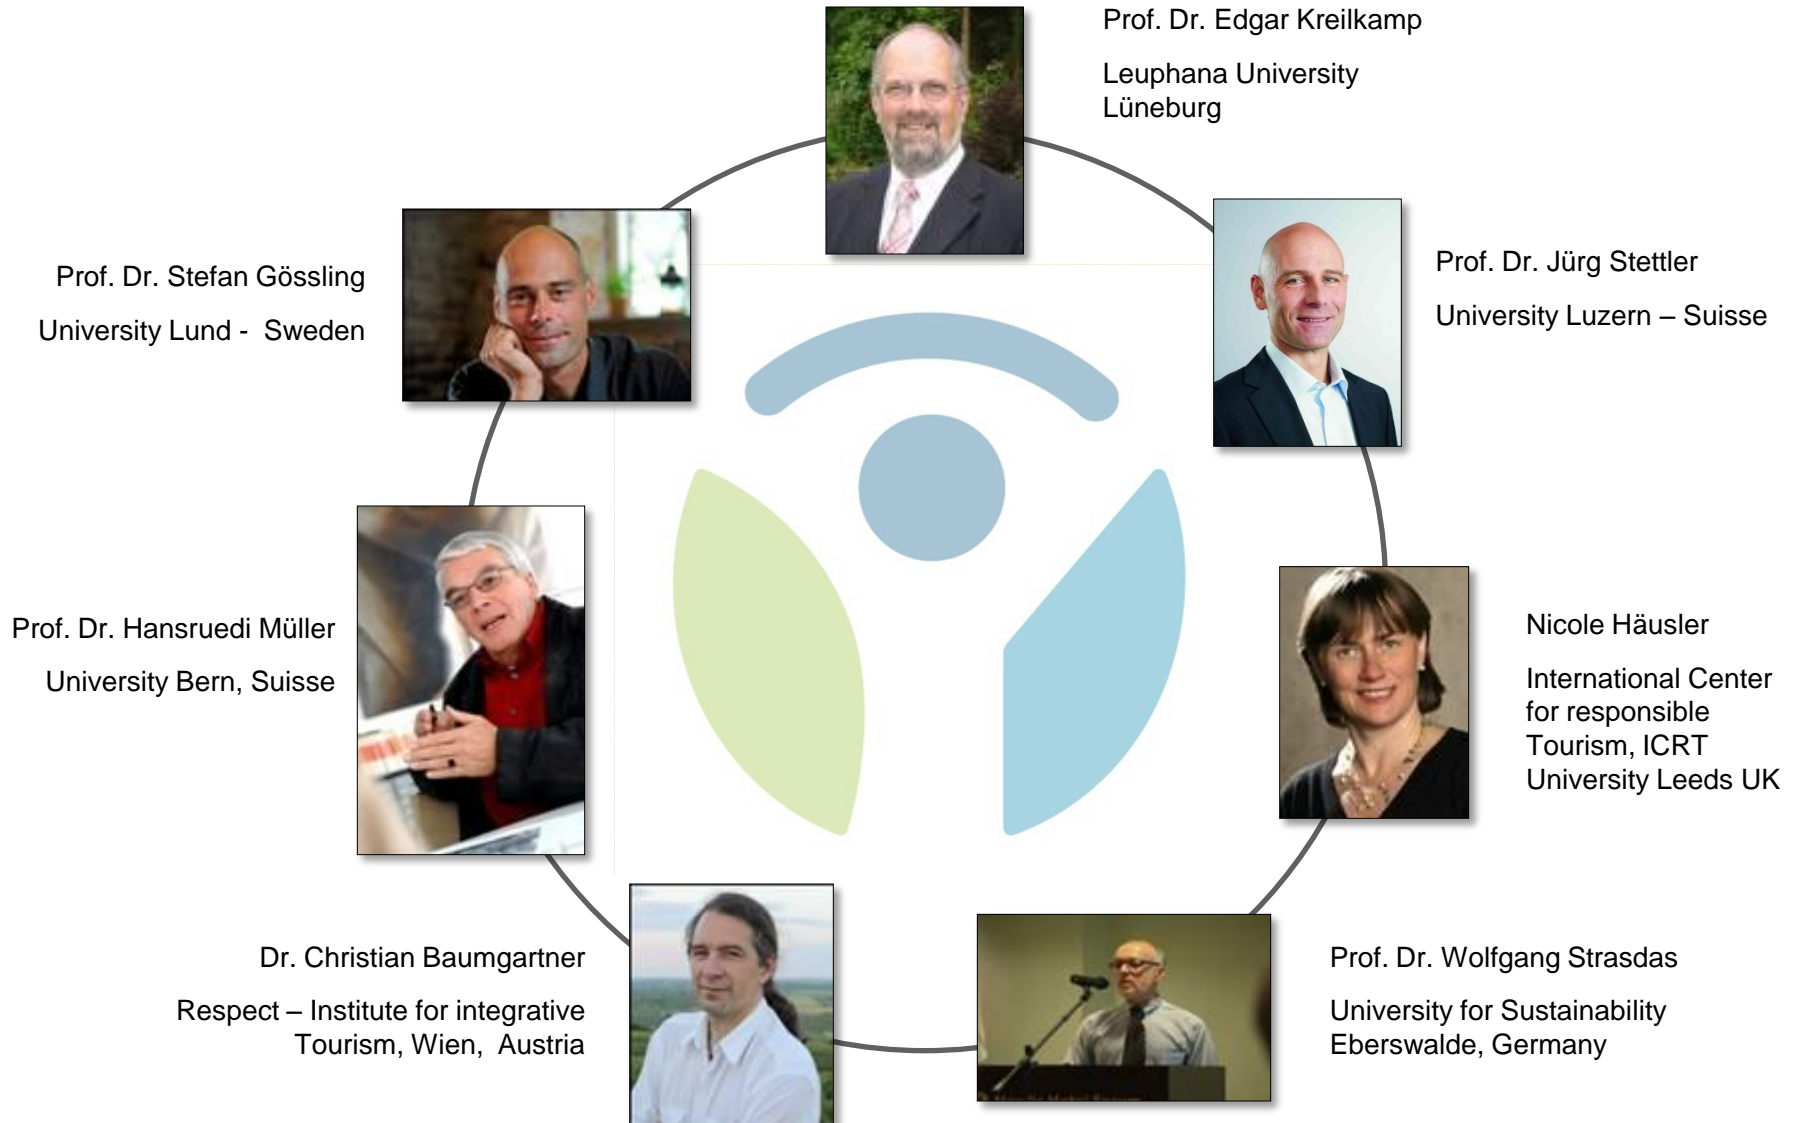 Prof. Dr. Edgar Kreilkamp
Leuphana University
Lüneburg
Prof. Dr. Stefan Gössling
University Lund -  Sweden
Prof. Dr. Jürg Stettler
University Luzern – Suisse
Prof. Dr. Hansruedi Müller
University Bern, Suisse
Nicole Häusler
International Center
for responsible
Tourism, ICRT
University Leeds UK
Dr. Christian Baumgartner
Respect – Institute for integrative
Tourism, Wien,  Austria
Prof. Dr. Wolfgang Strasdas
University for Sustainability
Eberswalde, Germany